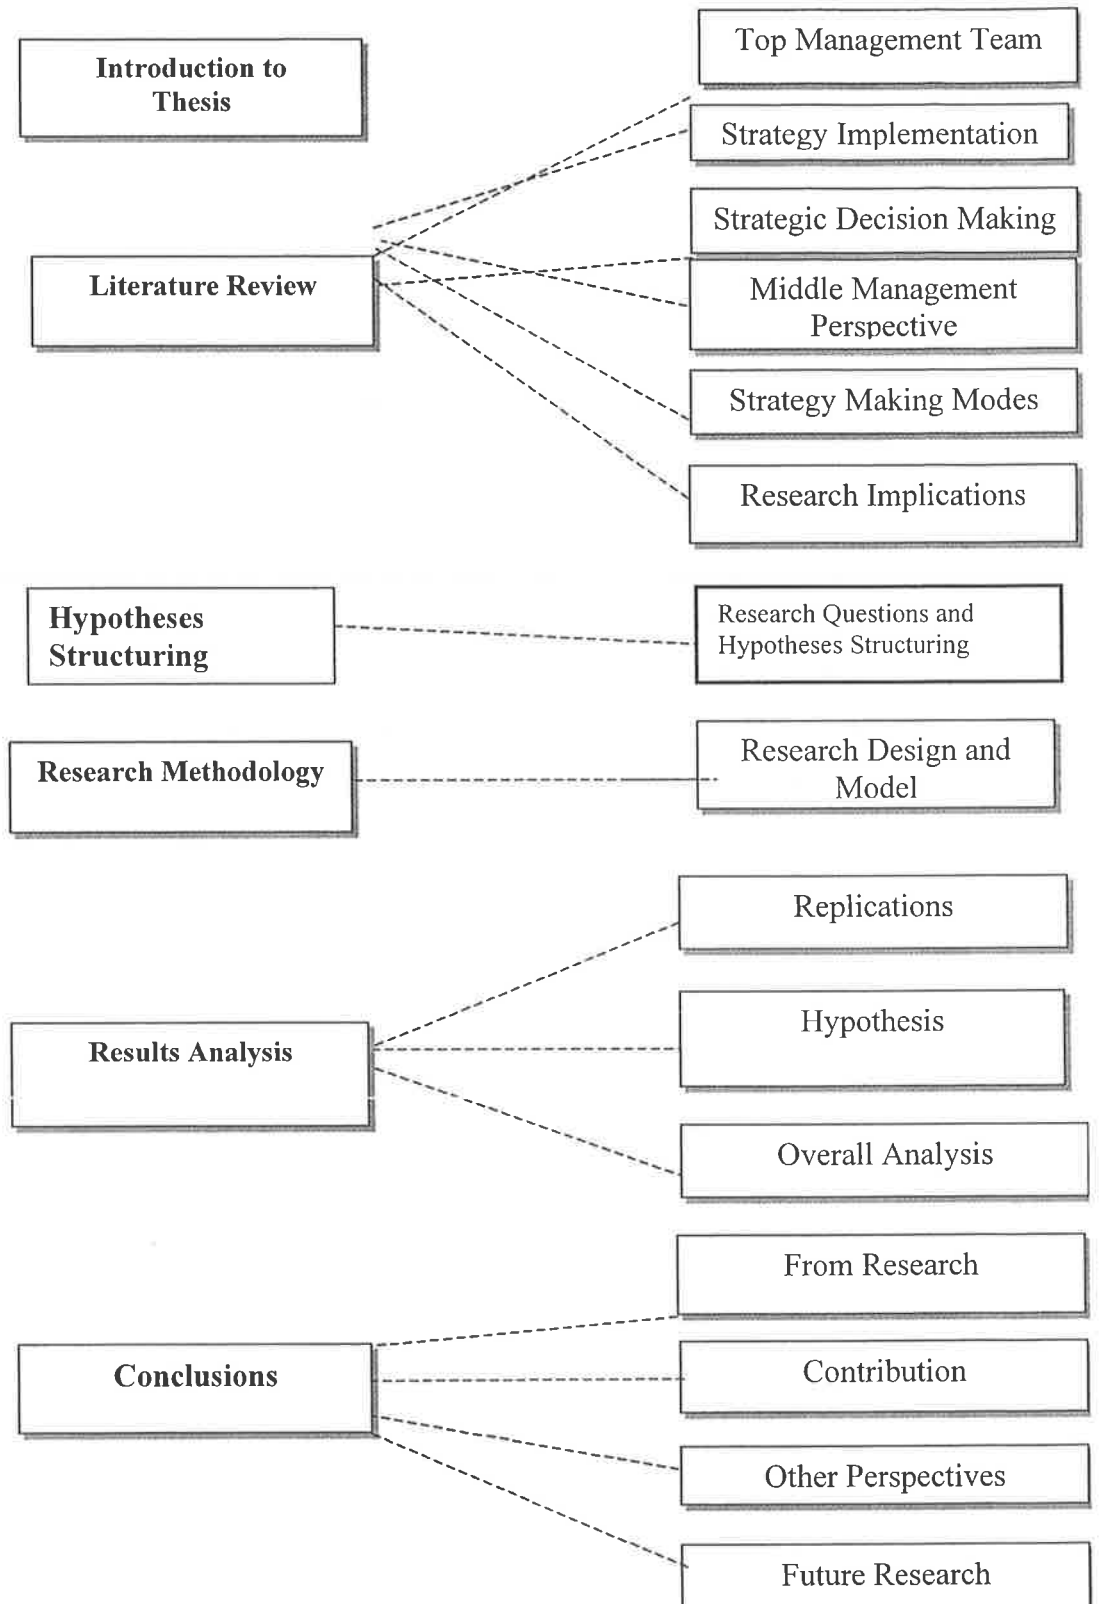 Introduction to
Thesis
Top Management Team
Strategy Implementation
Strategic Decision Making
Literature Review
Middle Management
Perspective
Strategy Making Modes
Research Implications
Hypotheses
Structuring
Research Questions and
Hypotheses Structuring
Research Methodology
Research Design and
Model
Replications
Results Analysis
Hypothesis
Overall Analysis
From Research
Conclusions
Contribution
Other Perspectives
Future Research